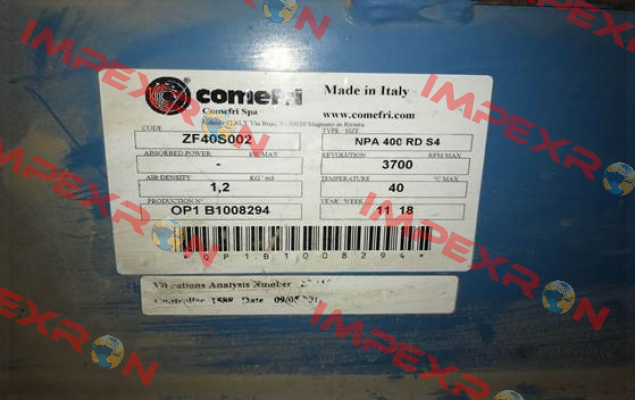 IMPEXRON
comefri
Made in Italy
Comefri Spa
www.comefri.com
CODE
TYPE SIZE
ZF40S002
NPA 400 RD S4
ABSORBED POWER
kW MAX
REVOLUTION
RPM MAX
-
3700
AIR DENSITY
TEMPERATURE
°C MAX
1,2
40
PRODUCTION N°
YEAR WEEK
OP1 B1008294
11 18
Vibrations Analysis Number
Controller 1588 Date